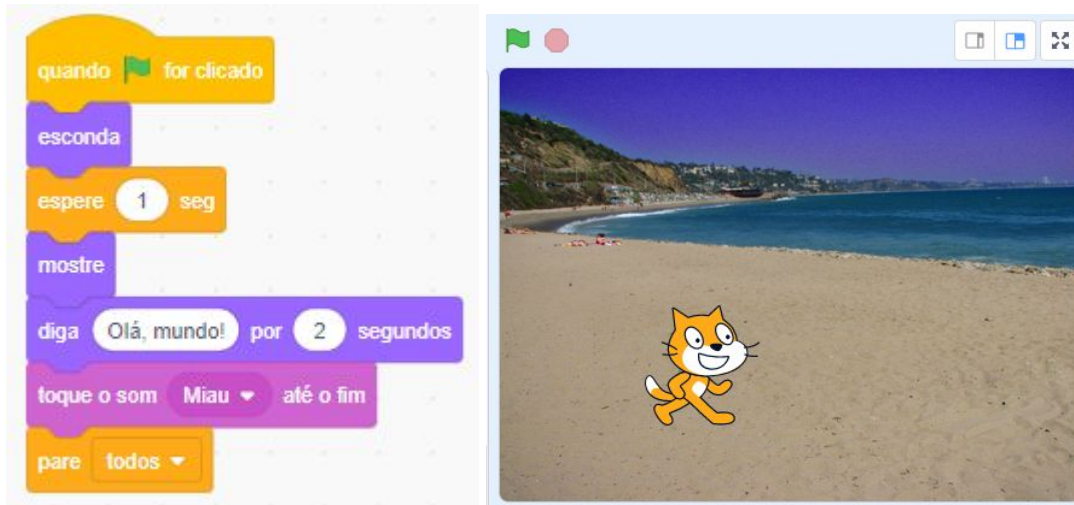 quando for clicado
esconda
espere 1 seg
mostre
diga Olá, mundo! por 2 segundos
toque o som Miau até o fim
pare todos